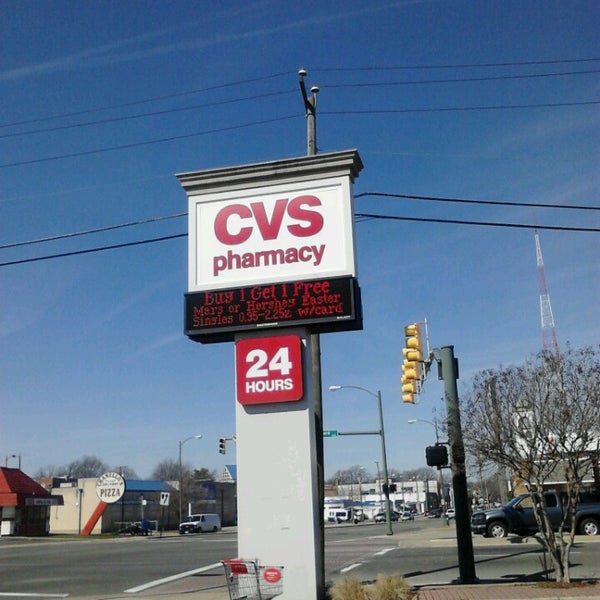 CVS
pharmacy
Buy 1 Get 1 Free
Mars or Hershey Easter
Singles 0.95-2.25% w/card
24
HOURS
PIZZA